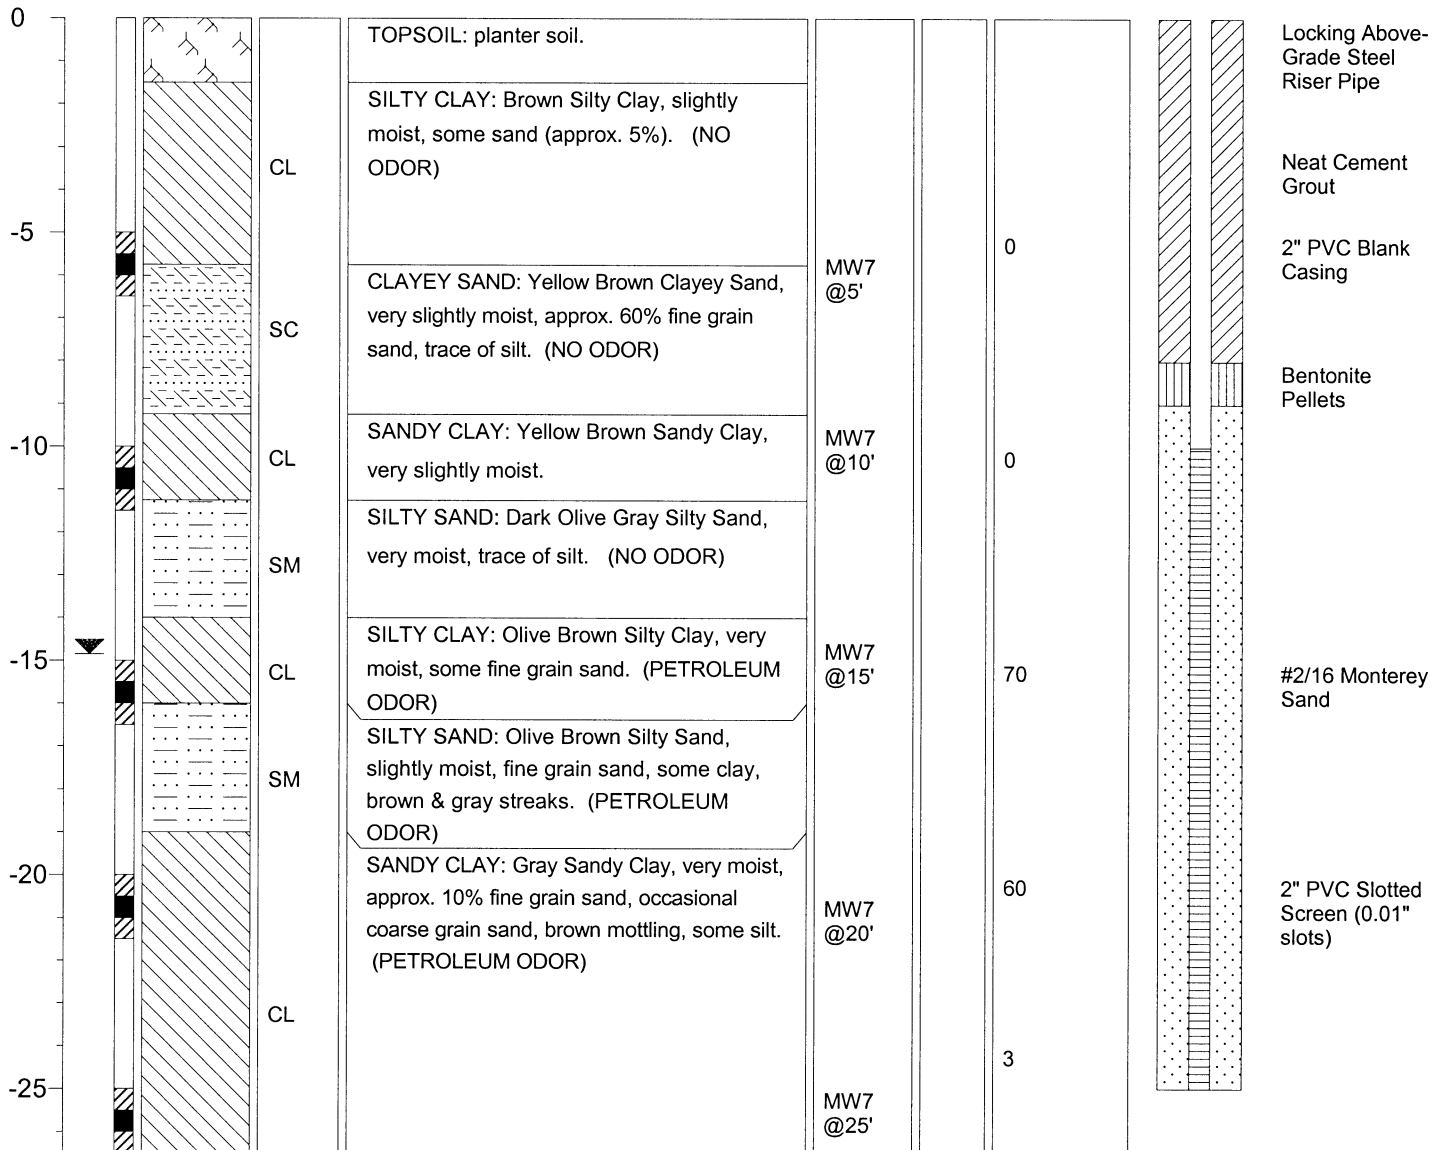 0
TOPSOIL: planter soil.
Locking Above-
Grade Steel
Riser Pipe
SILTY CLAY: Brown Silty Clay, slightly
moist, some sand (approx. 5%). (NO
ODOR)
CL
Neat Cement
Grout
-5
0
2" PVC Blank
Casing
MW7
@5'
CLAYEY SAND: Yellow Brown Clayey Sand,
very slightly moist, approx. 60% fine grain
sand, trace of silt. (NO ODOR)
SC
Bentonite
Pellets
-10
SANDY CLAY: Yellow Brown Sandy Clay,
very slightly moist.
CL
MW7
@10'
0
SILTY SAND: Dark Olive Gray Silty Sand,
very moist, trace of silt. (NO ODOR)
SM
-15
SILTY CLAY: Olive Brown Silty Clay, very
moist, some fine grain sand. (PETROLEUM
ODOR)
CL
MW7
@15'
70
#2/16 Monterey
Sand
SILTY SAND: Olive Brown Silty Sand,
slightly moist, fine grain sand, some clay,
brown & gray streaks. (PETROLEUM
ODOR)
SM
-20
SANDY CLAY: Gray Sandy Clay, very moist,
approx. 10% fine grain sand, occasional
coarse grain sand, brown mottling, some silt.
(PETROLEUM ODOR)
MW7
@20'
60
2" PVC Slotted
Screen (0.01"
slots)
CL
3
-25
MW7
@25'